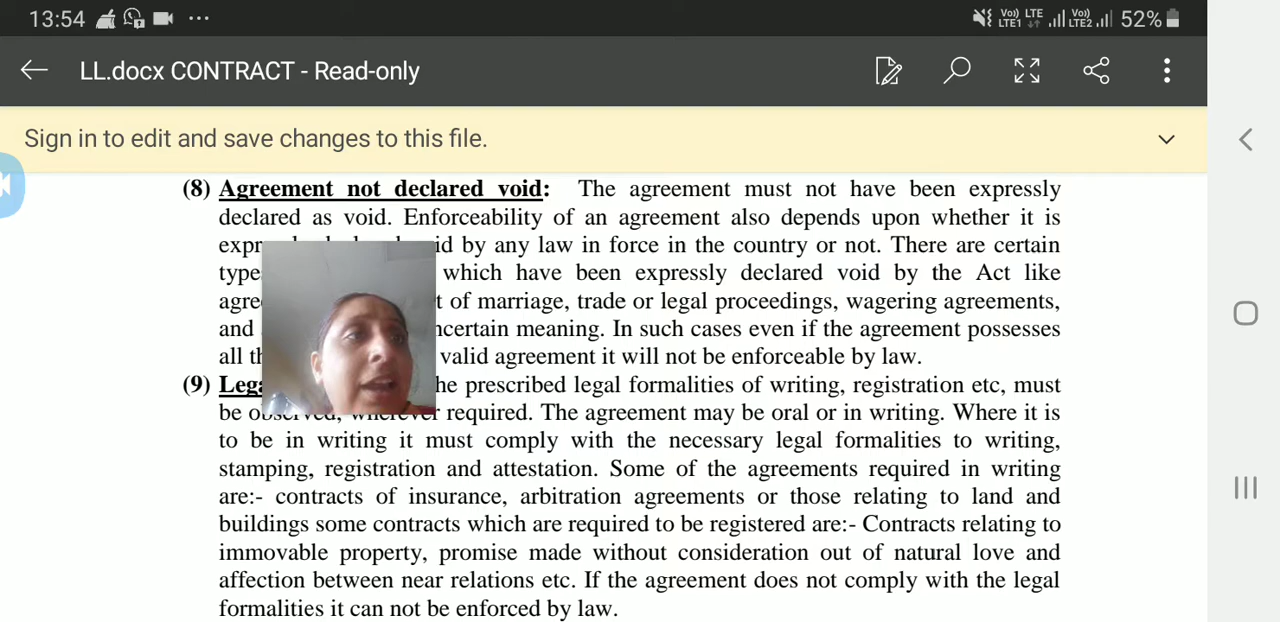 13:54 ... Vo)) LTE1 LTE Vo)) LTE2 52%
LL.docx CONTRACT - Read-only
Sign in to edit and save changes to this file.
(8) Agreement not declared void: The agreement must not have been expressly
declared as void. Enforceability of an agreement also depends upon whether it is
by any law in force in the country or not. There are certain
which have been expressly declared void by the Act like
of marriage, trade or legal proceedings, wagering agreements,
and meaning. In such cases even if the agreement possesses
all valid agreement it will not be enforceable by law.
(9) prescribed legal formalities of writing, registration etc, must
be required. The agreement may be oral or in writing. Where it is
to be in writing it must comply with the necessary legal formalities to writing,
stamping, registration and attestation. Some of the agreements required in writing
are:- contracts of insurance, arbitration agreements or those relating to land and
buildings some contracts which are required to be registered are:- Contracts relating to
immovable property, promise made without consideration out of natural love and
affection between near relations etc. If the agreement does not comply with the legal
formalities it can not be enforced by law.